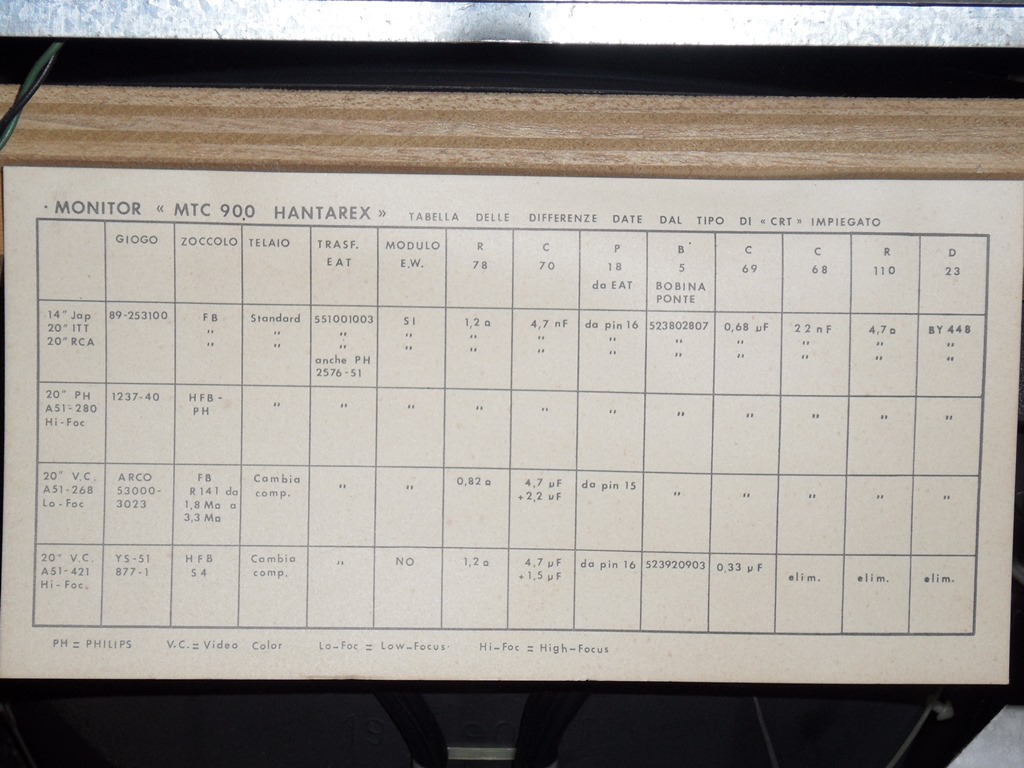 · MONITOR « MTC 900 HANTAREX » TABELLA DELLE DIFFERENZE DATE DAL TIPO DI « CRT » IMPIEGATO
GIOGO ZOCCOLO TELAIO TRASF. MODULO R C P B C C R D
EAT E.W. 78 70 18 5 69 68 110 23
da EAT BOBINA
PONTE
14" Jap 89-253100 FB Standard 551001003 SI 1,2 Ω 4,7 nF da pin 16 523802807 0,68 µF 22 nF 4,7 Ω BY 448
20" ITT " " " " " " " " " " " "
20" RCA " " " " " " " " " " " "
anche PH
2576-51
20" PH 1237-40 HFB- " " " " " " " " " " "
A51-280 PH
Hi-Foc
20" V.C. ARCO FB Cambia " " 0,82 Ω 4,7 µF da pin 15 " " " " "
A51-268 53000- R141 da comp. +2,2 µF
Lo-Foc 3023 1,8 MΩ a
3,3 MΩ
20" V.C. YS-51 HFB Cambia " NO 1,2 Ω 4,7 µF da pin 16 523920903 0,33 µF elim. elim. elim.
A51-421 877-1 S4 comp. +1,5 µF
Hi-Foc.
PH = PHILIPS V.C. = Video Color Lo-Foc = Low-Focus· Hi-Foc = High-Focus